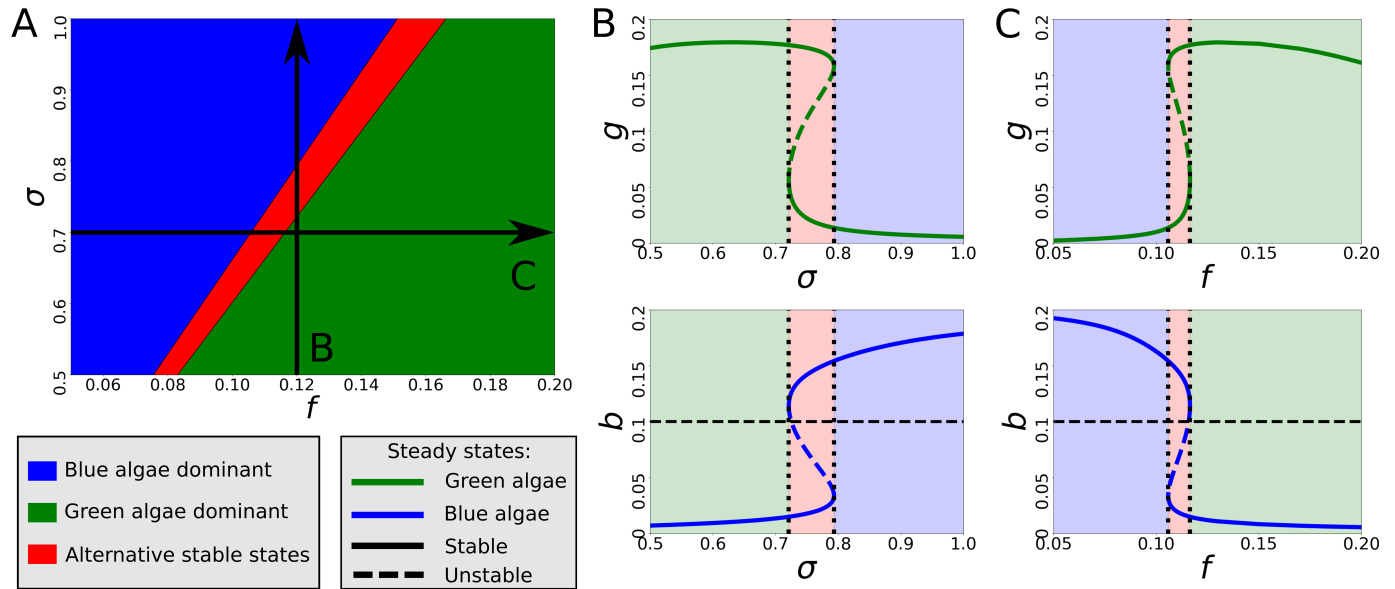 A
1.0
0.9
0.8
0.7
0.6
0.5
σ
0.06 0.08 0.10 0.12 0.14 0.16 0.18 0.20
f
B
C
Blue algae dominant
Green algae dominant
Alternative stable states
Steady states:
Green algae
Blue algae
Stable
Unstable
B
0.2
0.15
0.1
0.05
0
g
0.5 0.6 0.7 0.8 0.9 1.0
σ
0.2
0.15
0.1
0.05
0
b
0.5 0.6 0.7 0.8 0.9 1.0
σ
C
0.2
0.15
0.1
0.05
0
g
0.05 0.10 0.15 0.20
f
0.2
0.15
0.1
0.05
0
b
0.05 0.10 0.15 0.20
f